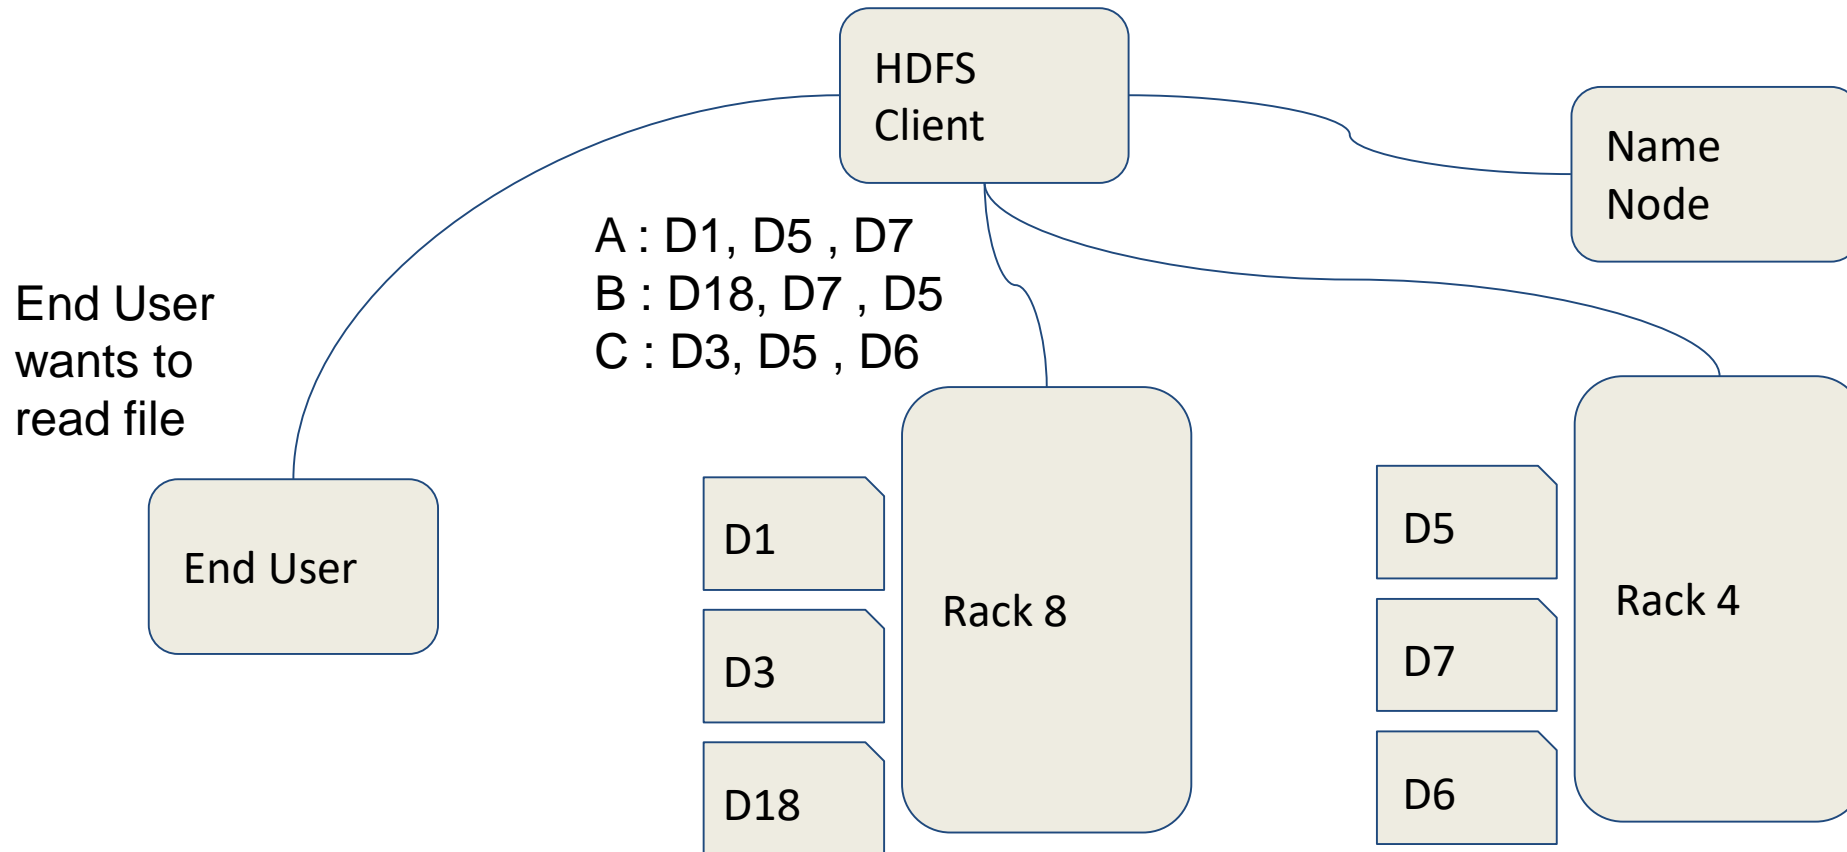 HDFS
Client
Name
Node
A : D1, D5 , D7
B : D18, D7 , D5
C : D3, D5 , D6
End User
wants to
read file
End User
D1
D3
D18
Rack 8
D5
D7
D6
Rack 4